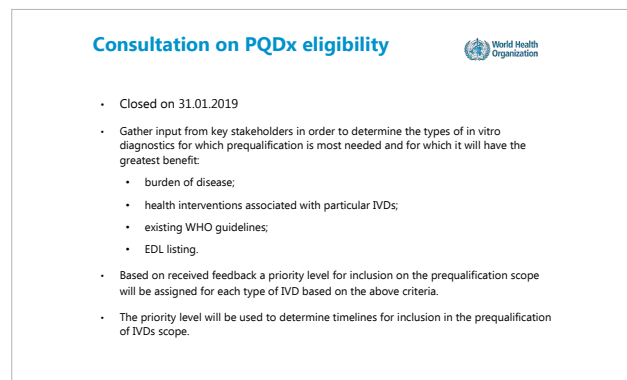 Consultation on PQDx eligibility
World Health
Organization
• Closed on 31.01.2019
• Gather input from key stakeholders in order to determine the types of in vitro
diagnostics for which prequalification is most needed and for which it will have the
greatest benefit:
• burden of disease;
• health interventions associated with particular IVDs;
• existing WHO guidelines;
• EDL listing.
• Based on received feedback a priority level for inclusion on the prequalification scope
will be assigned for each type of IVD based on the above criteria.
• The priority level will be used to determine timelines for inclusion in the prequalification
of IVDs scope.